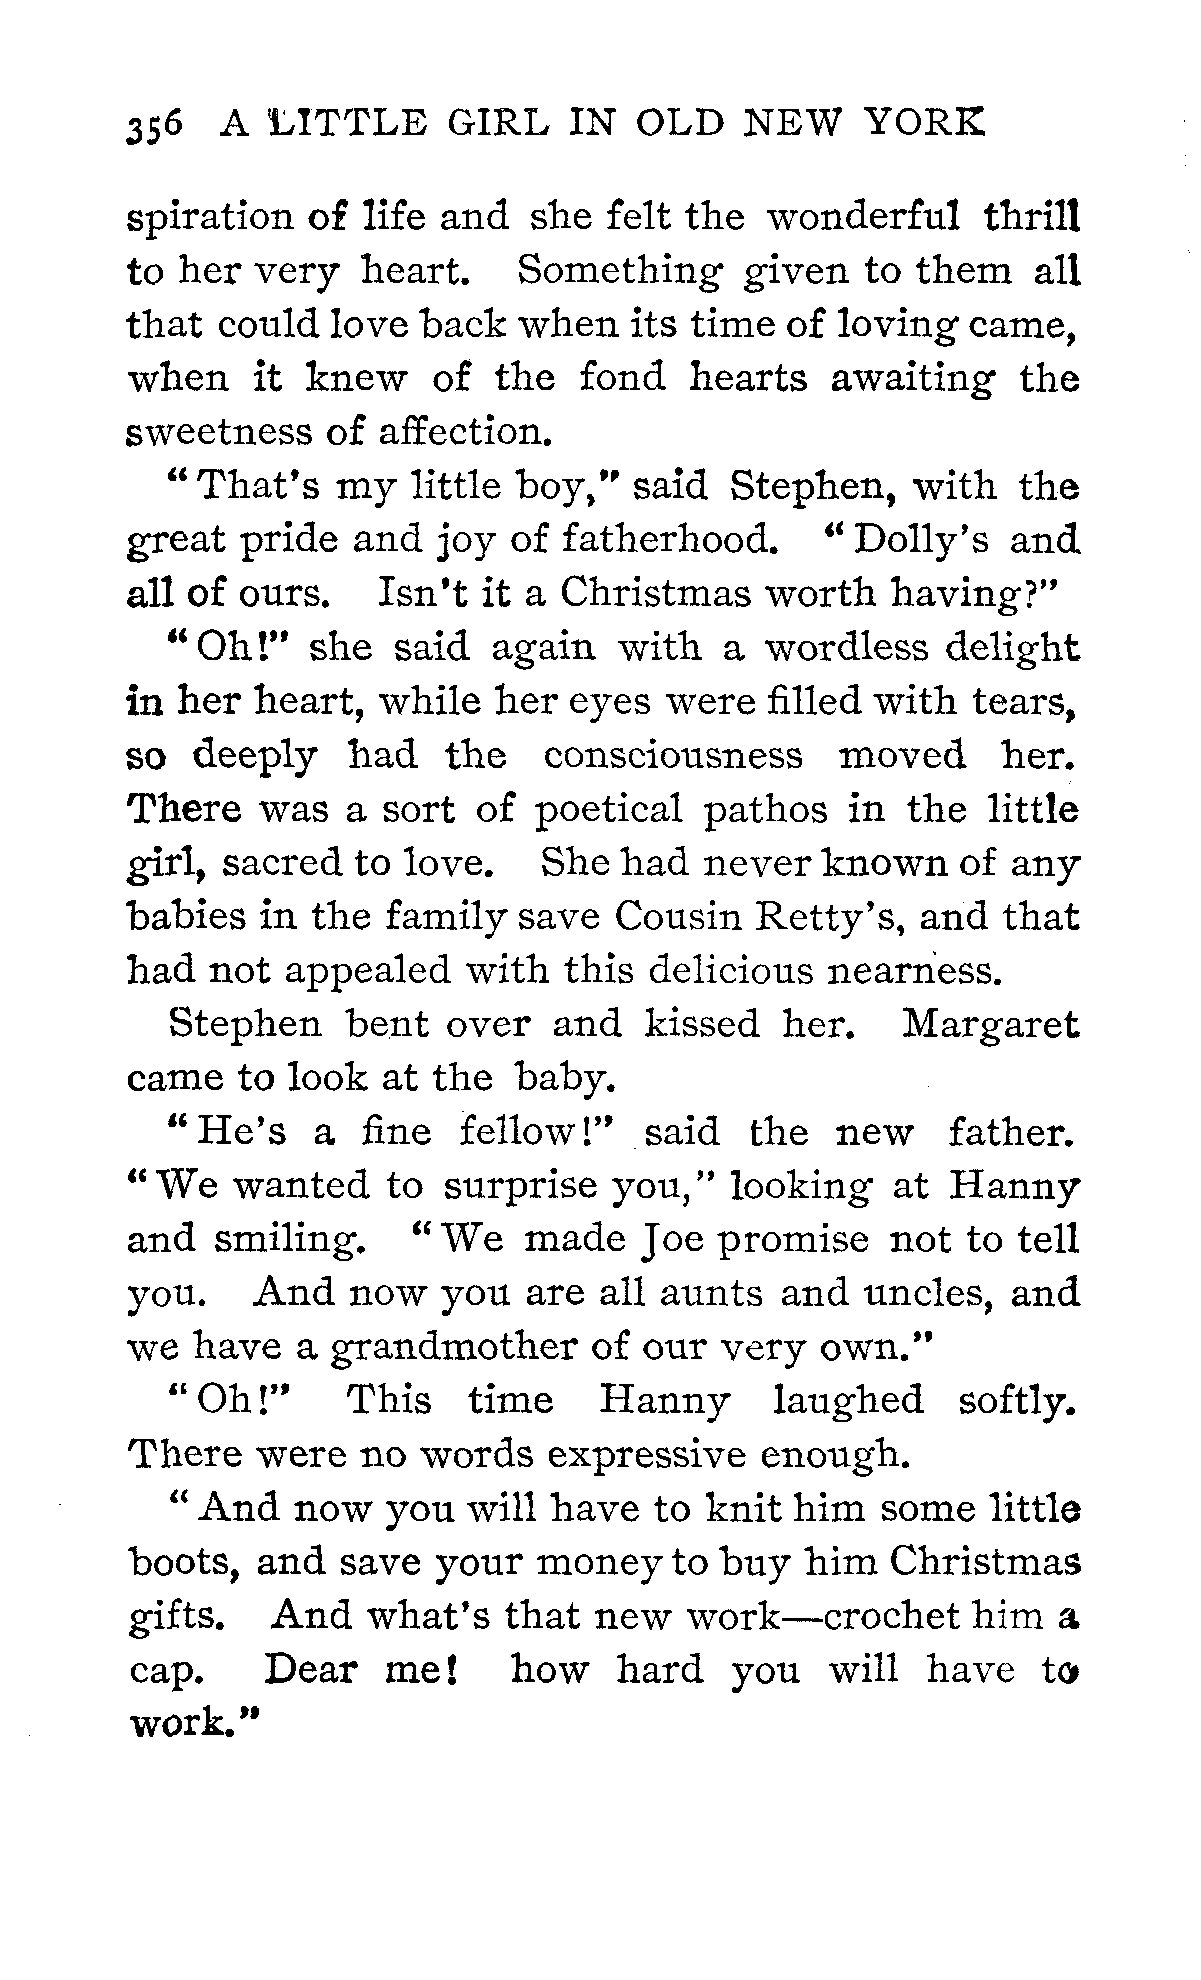 356 A LITTLE GIRL IN OLD NEW YORK
spiration of life and she felt the wonderful thrill
to her very heart. Something given to them all
that could love back when its time of loving came,
when it knew of the fond hearts awaiting the
sweetness of affection.
“ That’s my little boy,” said Stephen, with the
great pride and joy of fatherhood. “ Dolly’s and
all of ours. Isn’t it a Christmas worth having?”
“ Oh!” she said again with a wordless delight
in her heart, while her eyes were filled with tears,
so deeply had the consciousness moved her.
There was a sort of poetical pathos in the little
girl, sacred to love. She had never known of any
babies in the family save Cousin Retty’s, and that
had not appealed with this delicious nearness.
Stephen bent over and kissed her. Margaret
came to look at the baby.
“ He’s a fine fellow!” said the new father.
“ We wanted to surprise you,” looking at Hanny
and smiling. “ We made Joe promise not to tell
you. And now you are all aunts and uncles, and
we have a grandmother of our very own.”
“ Oh!” This time Hanny laughed softly.
There were no words expressive enough.
“ And now you will have to knit him some little
boots, and save your money to buy him Christmas
gifts. And what’s that new work—crochet him a
cap. Dear me! how hard you will have to
work.”